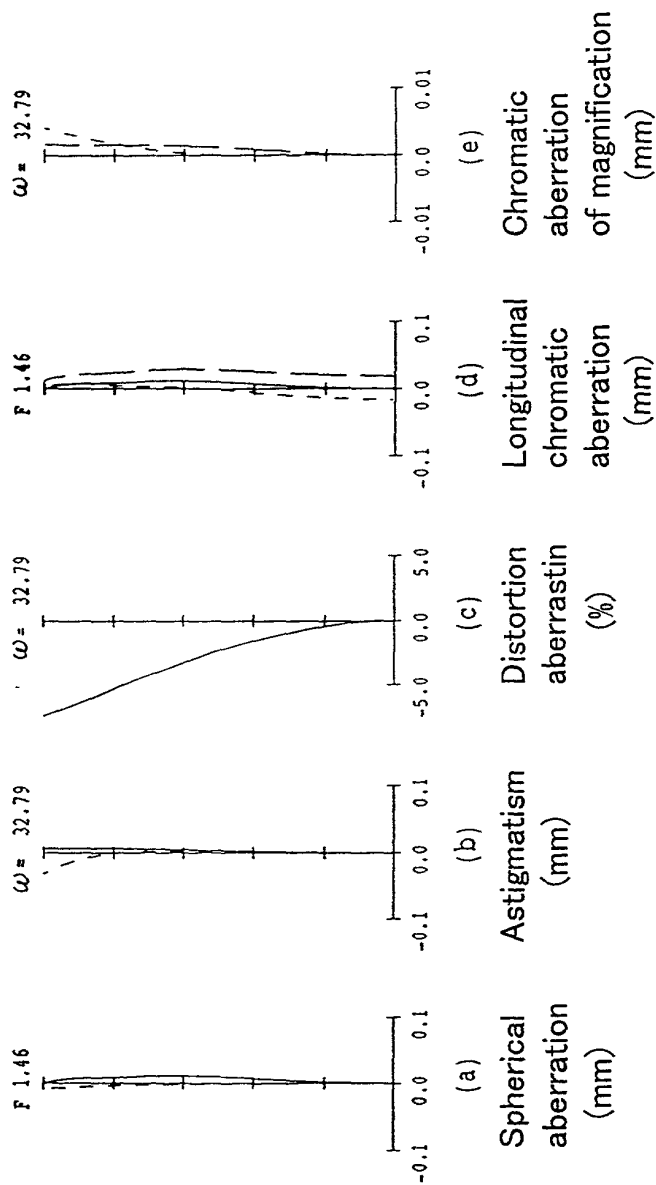 F 1.46
-0.1 0.0 0.1
(a)
Spherical
aberration
(mm)
ω= 32.79
-0.1 0.0 0.1
(b)
Astigmatism
(mm)
ω= 32.79
-5.0 0.0 5.0
(c)
Distortion
aberrastin
(%)
F 1.46
-0.1 0.0 0.1
(d)
Longitudinal
chromatic
aberration
(mm)
ω= 32.79
-0.01 0.0 0.01
(e)
Chromatic
aberration
of magnification
(mm)